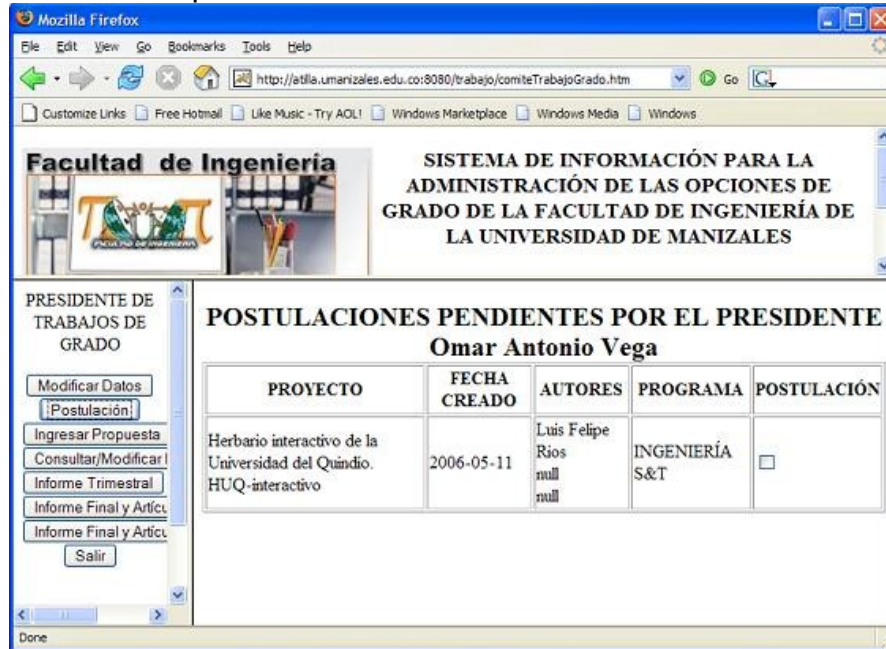 Mozilla Firefox
File Edit View Go Bookmarks Tools Help
http://atilla.umanizales.edu.co:8080/trabajo/comiteTrabajoGrado.htm Go
Customize Links Free Hotmail Like Music - Try AOL! Windows Marketplace Windows Media Windows
Facultad de Ingeniería
FACULTAD DE INGENIERÍA
SISTEMA DE INFORMACIÓN PARA LA
ADMINISTRACIÓN DE LAS OPCIONES DE
GRADO DE LA FACULTAD DE INGENIERÍA DE
LA UNIVERSIDAD DE MANIZALES
PRESIDENTE DE
TRABAJOS DE
GRADO
Modificar Datos
Postulación
Ingresar Propuesta
Consultar/Modificar I
Informe Trimestral
Informe Final y Artícu
Informe Final y Artícu
Salir
POSTULACIONES PENDIENTES POR EL PRESIDENTE
Omar Antonio Vega
PROYECTO FECHA CREADO AUTORES PROGRAMA POSTULACIÓN
Herbario interactivo de la
Universidad del Quindio.
HUQ-interactivo
2006-05-11
Luis Felipe
Rios
null
null
INGENIERÍA
S&T
Done